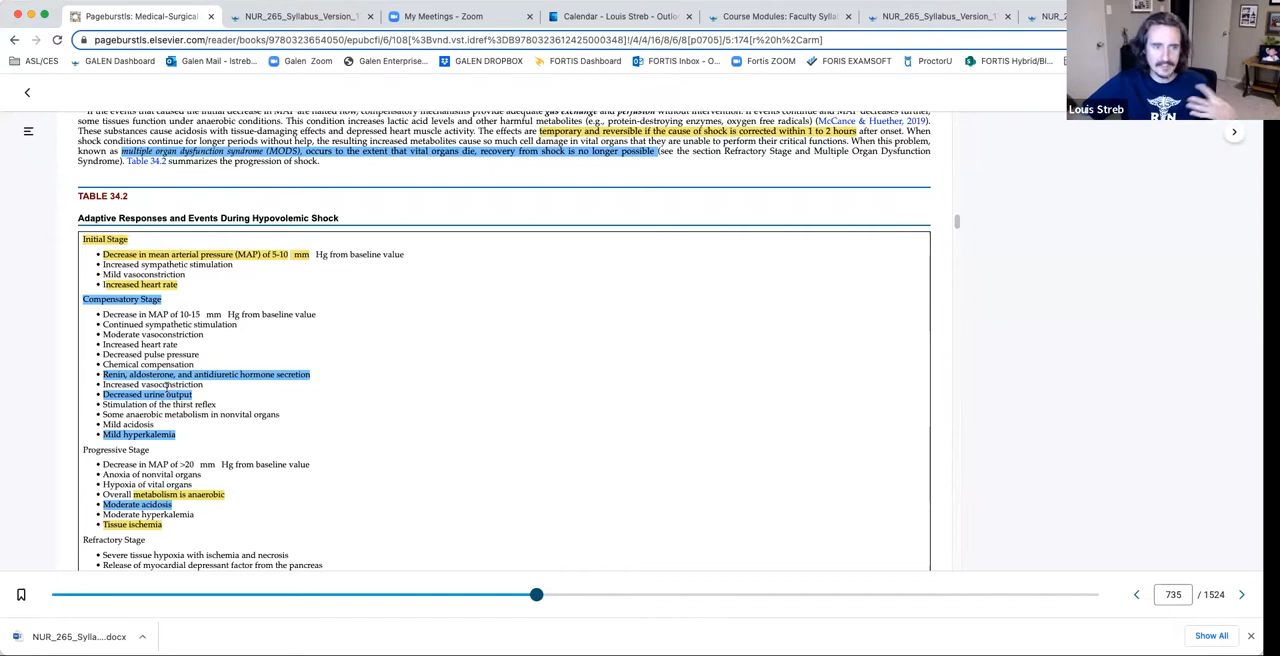 Pageburstls: Medical-Surgical
NUR_265_Syllabus_Version_1
My Meetings - Zoom
Calendar - Louis Streb - Outlo
Course Modules: Faculty Sylla
NUR_265_Syllabus_Version_1
NUR_2
pageburstls.elsevier.com/reader/books/9780323654050/epubcfi/6/108[%3Bvnd.vst.idref%3DB9780323612425000348]!/4/4/16/8/6/8[p0705]/5:174[r%20h%2Carm]
ASL/CES
GALEN Dashboard
Galen Mail - lstreb...
Galen Zoom
Galen Enterprise...
GALEN DROPBOX
FORTIS Dashboard
FORTIS Inbox - O...
Fortis ZOOM
FORIS EXAMSOFT
ProctorU
FORTIS Hybrid/Bl...
Louis Streb
some tissues function under anaerobic conditions. This condition increases lactic acid levels and other harmful metabolites (e.g., protein-destroying enzymes, oxygen free radicals) (McCance & Huether, 2019).
These substances cause acidosis with tissue-damaging effects and depressed heart muscle activity. The effects are temporary and reversible if the cause of shock is corrected within 1 to 2 hours after onset. When
shock conditions continue for longer periods without help, the resulting increased metabolites cause so much cell damage in vital organs that they are unable to perform their critical functions. When this problem,
known as multiple organ dysfunction syndrome (MODS), occurs to the extent that vital organs die, recovery from shock is no longer possible (see the section Refractory Stage and Multiple Organ Dysfunction
Syndrome). Table 34.2 summarizes the progression of shock.
TABLE 34.2
Adaptive Responses and Events During Hypovolemic Shock
Initial Stage
• Decrease in mean arterial pressure (MAP) of 5-10 mm Hg from baseline value
• Increased sympathetic stimulation
• Mild vasoconstriction
• Increased heart rate
Compensatory Stage
• Decrease in MAP of 10-15 mm Hg from baseline value
• Continued sympathetic stimulation
• Moderate vasoconstriction
• Increased heart rate
• Decreased pulse pressure
• Chemical compensation
• Renin, aldosterone, and antidiuretic hormone secretion
• Increased vasoconstriction
• Decreased urine output
• Stimulation of the thirst reflex
• Some anaerobic metabolism in nonvital organs
• Mild acidosis
• Mild hyperkalemia
Progressive Stage
• Decrease in MAP of >20 mm Hg from baseline value
• Anoxia of nonvital organs
• Hypoxia of vital organs
• Overall metabolism is anaerobic
• Moderate acidosis
• Moderate hyperkalemia
• Tissue ischemia
Refractory Stage
• Severe tissue hypoxia with ischemia and necrosis
• Release of myocardial depressant factor from the pancreas
735 / 1524
NUR_265_Sylla....docx
Show All